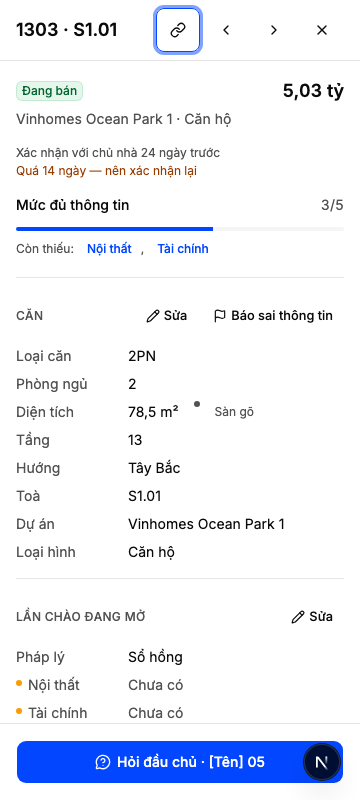 1303 · S1.01
Đang bán
5,03 tỷ
Vinhomes Ocean Park 1 · Căn hộ
Xác nhận với chủ nhà 24 ngày trước
Quá 14 ngày — nên xác nhận lại
Mức đủ thông tin 3/5
Còn thiếu: Nội thất , Tài chính
CĂN Sửa Báo sai thông tin
Loại căn 2PN
Phòng ngủ 2
Diện tích 78,5 m² Sàn gõ
Tầng 13
Hướng Tây Bắc
Toà S1.01
Dự án Vinhomes Ocean Park 1
Loại hình Căn hộ
LẦN CHÀO ĐANG MỞ Sửa
Pháp lý Sổ hồng
Nội thất Chưa có
Tài chính Chưa có
Hỏi đầu chủ · [Tên] 05
N